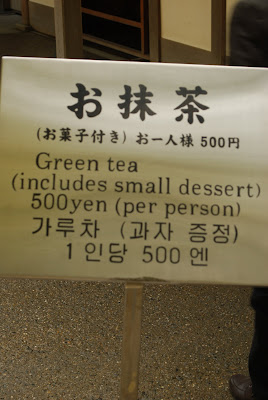 お抹茶
(お菓子付き) お一人様 500円
Green tea
(includes small dessert)
500yen (per person)
가루차 (과자 증정)
1 인당 500 엔